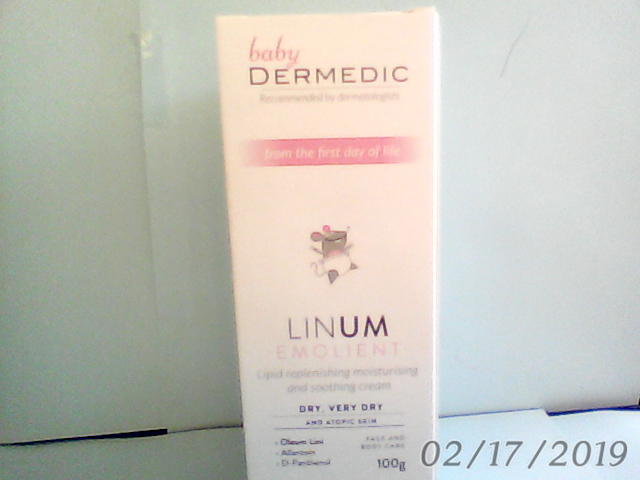 baby
DERMEDIC
Recommended by dermatologists
from the first day of life
LINUM
EMOLIENT
Lipid replenishing moisturising
and soothing cream
DRY, VERY DRY
AND ATOPIC SKIN
Oleum Lini
Allantoin
D-Panthenol
FACE AND
BODY CARE
100g
02/17/2019